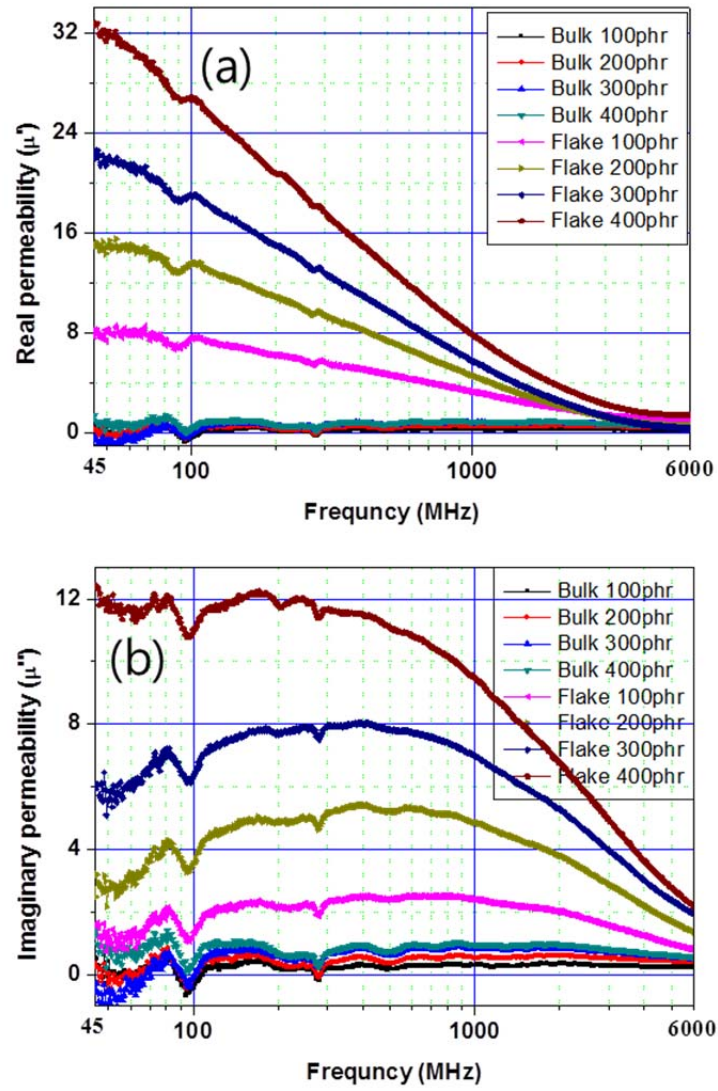 (a)
Real permeability (μ')
32
24
16
8
0
Bulk 100phr
Bulk 200phr
Bulk 300phr
Bulk 400phr
Flake 100phr
Flake 200phr
Flake 300phr
Flake 400phr
45 100 1000 6000
Frequncy (MHz)
(b)
Imaginary permeability (μ'')
12
8
4
0
Bulk 100phr
Bulk 200phr
Bulk 300phr
Bulk 400phr
Flake 100phr
Flake 200phr
Flake 300phr
Flake 400phr
45 100 1000 6000
Frequncy (MHz)